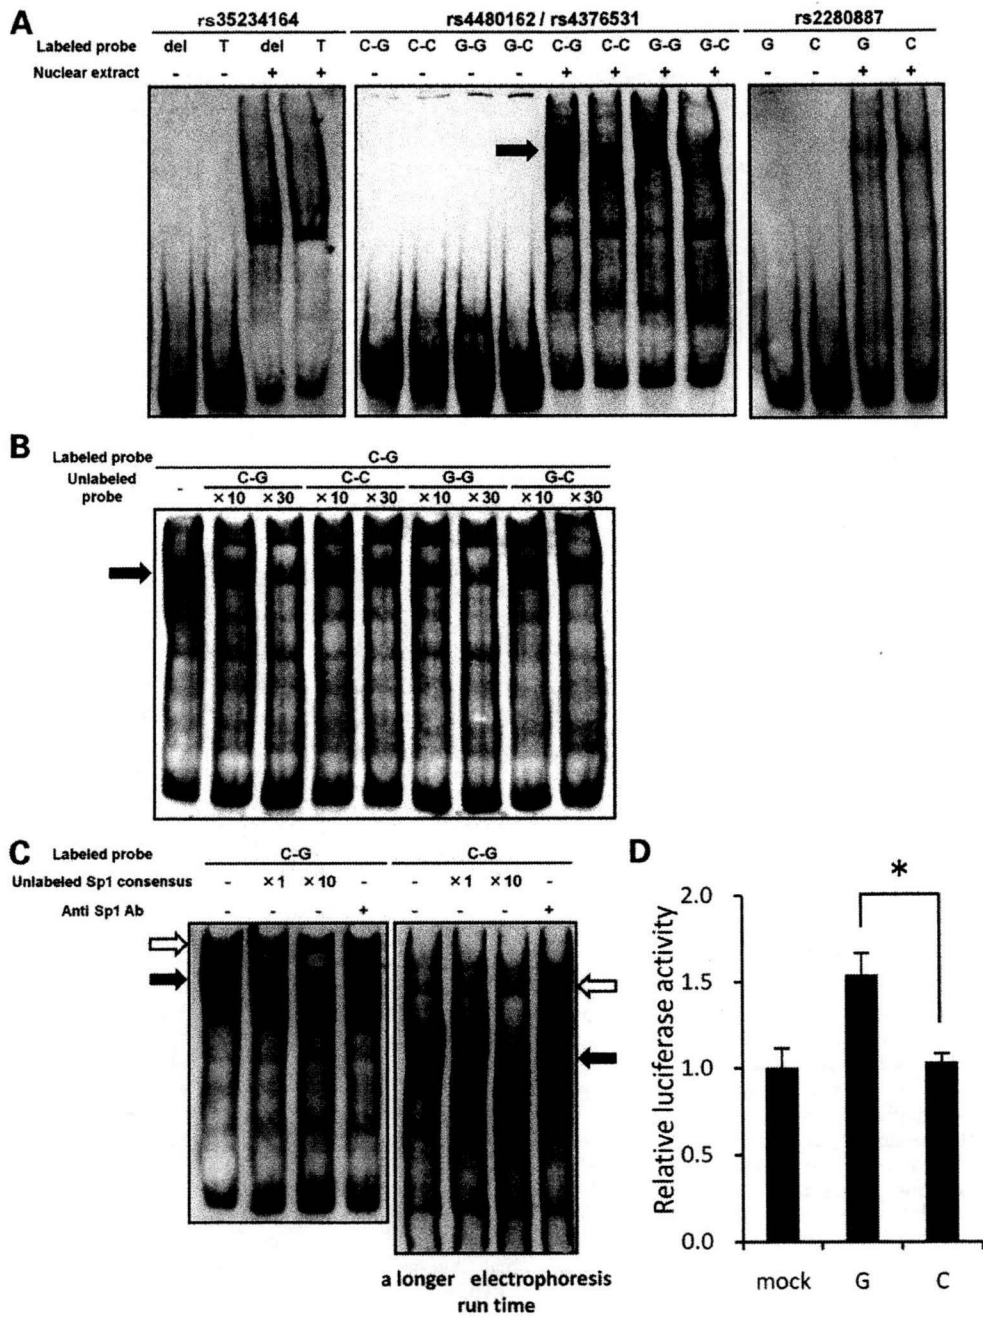 A
rs35234164 rs4480162 / rs4376531 rs2280887
Labeled probe del T del T C-G C-C G-G G-C C-G C-C G-G G-C G C G C
Nuclear extract - - + + - - - - + + + + - - + +
B
Labeled probe C-G
Unlabeled probe - C-G C-C G-G G-C
×10 ×30 ×10 ×30 ×10 ×30 ×10 ×30
C
Labeled probe C-G C-G
Unlabeled Sp1 consensus - ×1 ×10 - - ×1 ×10 -
Anti Sp1 Ab - - - + - - - +
a longer electrophoresis
run time
D
*
Relative luciferase activity
2.0
1.5
1.0
0.5
0.0
mock G C